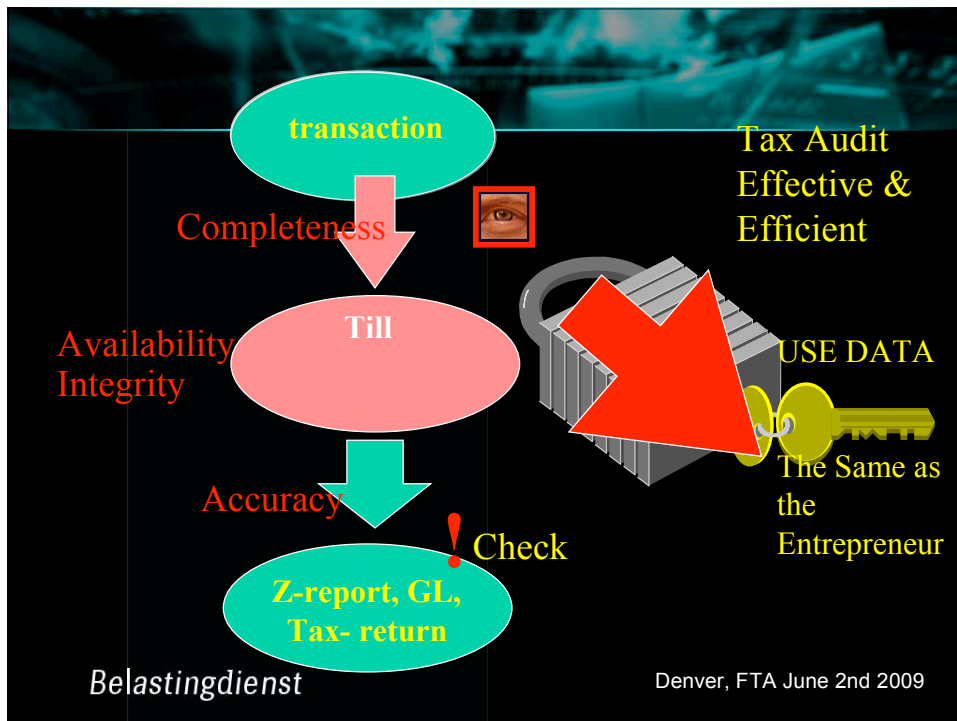 transaction
Tax Audit
Effective &
Efficient
Completeness
Till
Availability
Integrity
USE DATA
The Same as
the
Entrepreneur
Accuracy
!
Check
Z-report, GL,
Tax- return
Belastingdienst
Denver, FTA June 2nd 2009